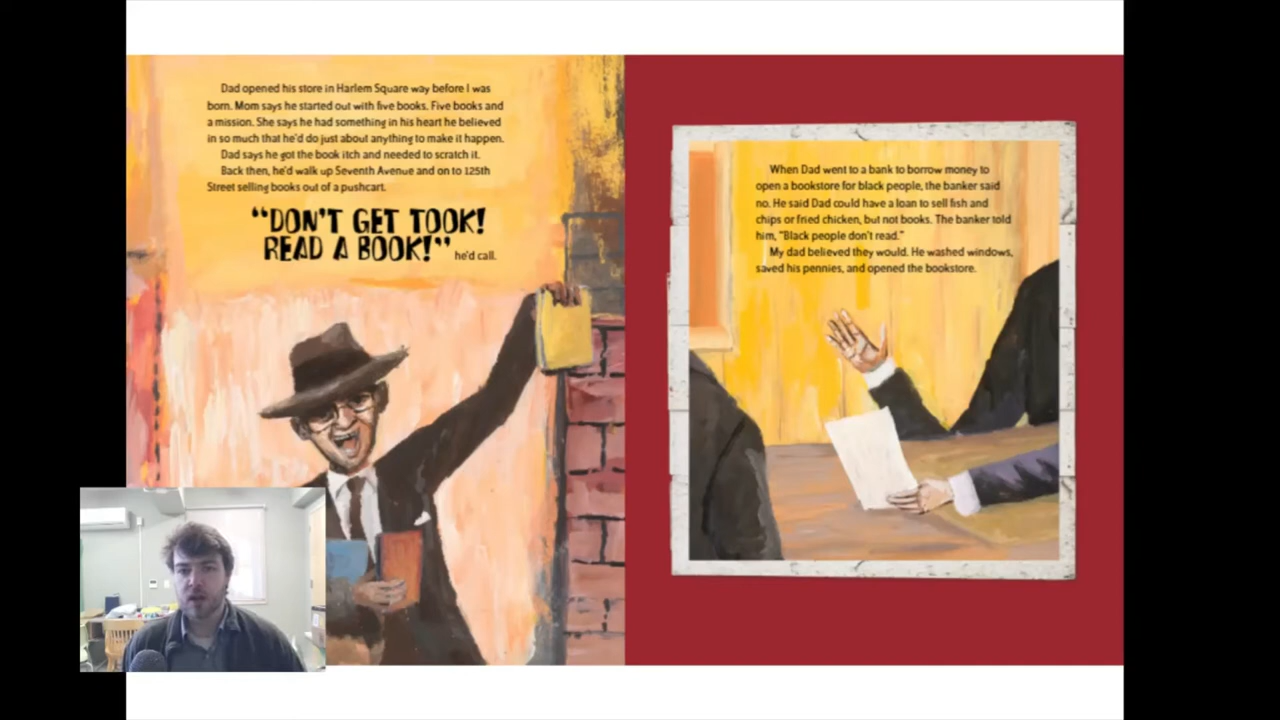 Dad opened his store in Harlem Square way before I was
born. Mom says he started out with five books. Five books and
a mission. She says he had something in his heart he believed
in so much that he'd do just about anything to make it happen.
Dad says he got the book itch and needed to scratch it.
Back then, he'd walk up Seventh Avenue and on to 125th
Street selling books out of a pushcart.
"DON'T GET TOOK!
READ A BOOK!" he'd call.
When Dad went to a bank to borrow money to
open a bookstore for black people, the banker said
no. He said Dad could have a loan to sell fish and
chips or fried chicken, but not books. The banker told
him, "Black people don't read."
My dad believed they would. He washed windows,
saved his pennies, and opened the bookstore.